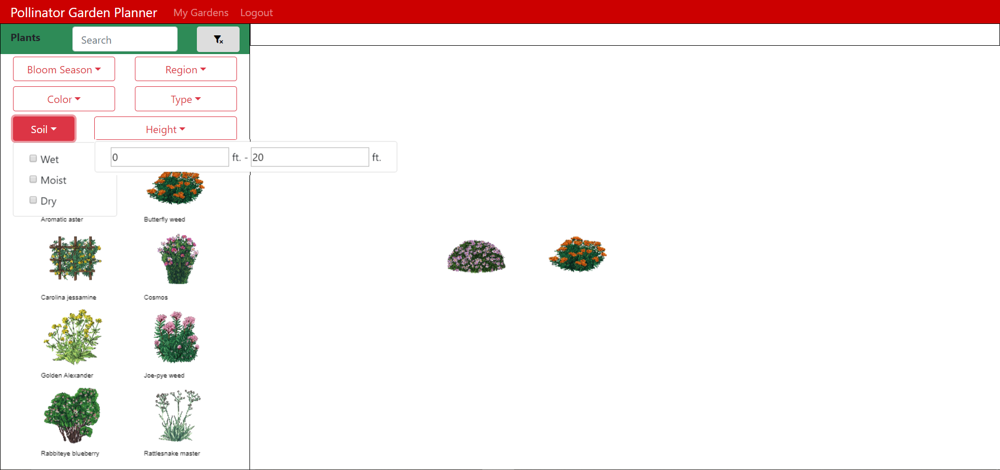 Pollinator Garden Planner My Gardens Logout
Plants Search
Bloom Season Region
Color Type
Soil Height
0 ft. - 20 ft.
Wet
Moist
Dry
Aromatic aster Butterfly weed
Carolina jessamine Cosmos
Golden Alexander Joe-pye weed
Rabbiteye blueberry Rattlesnake master